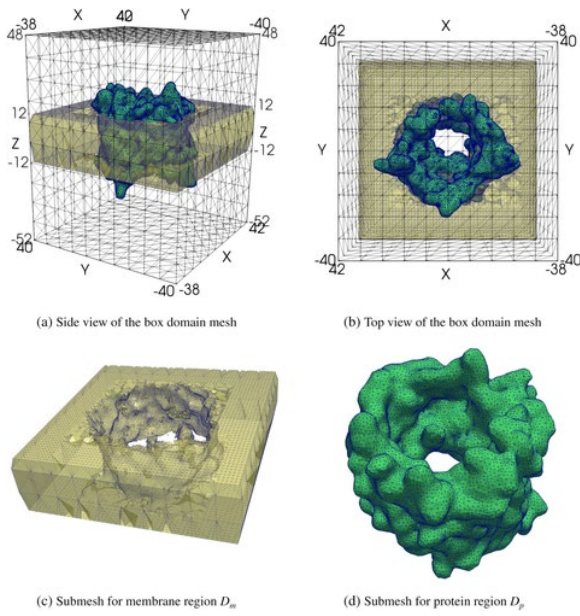 X 40 Y
-38 -40
48 48
12 12
Z Z
-12 -12
-52 -52
40 42
Y X
-40 -38
(a) Side view of the box domain mesh
X
40 40
Y Y
-40 -40
42 X -38
(b) Top view of the box domain mesh
(c) Submesh for membrane region Dm
(d) Submesh for protein region Dp